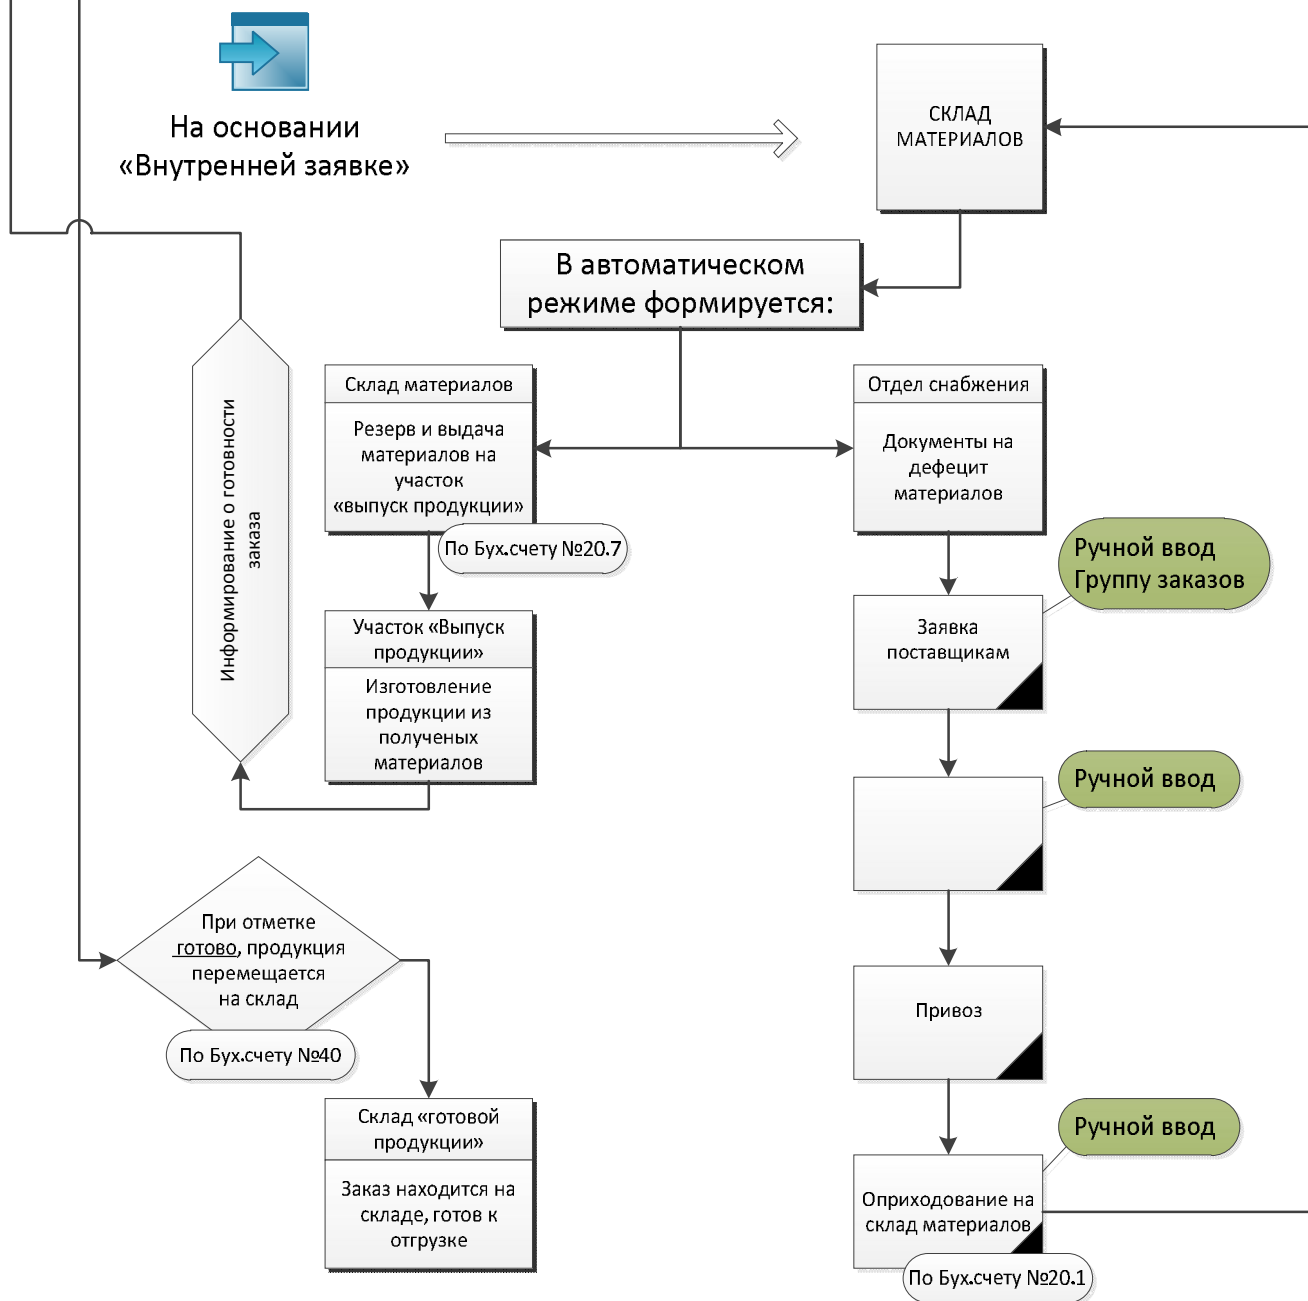 На основании
«Внутренней заявке»
СКЛАД
МАТЕРИАЛОВ
В автоматическом
режиме формируется:
Склад материалов
Резерв и выдача
материалов на
участок
«выпуск продукции»
По Бух.счету №20.7
Отдел снабжения
Документы на
дефецит
материалов
Ручной ввод
Группу заказов
Заявка
поставщикам
Информирование о готовности
заказа
Участок «Выпуск
продукции»
Изготовление
продукции из
полученых
материалов
Ручной ввод
При отметке
готово, продукция
перемещается
на склад
По Бух.счету №40
Привоз
Склад «готовой
продукции»
Заказ находится на
складе, готов к
отгрузке
Ручной ввод
Оприходование на
склад материалов
По Бух.счету №20.1